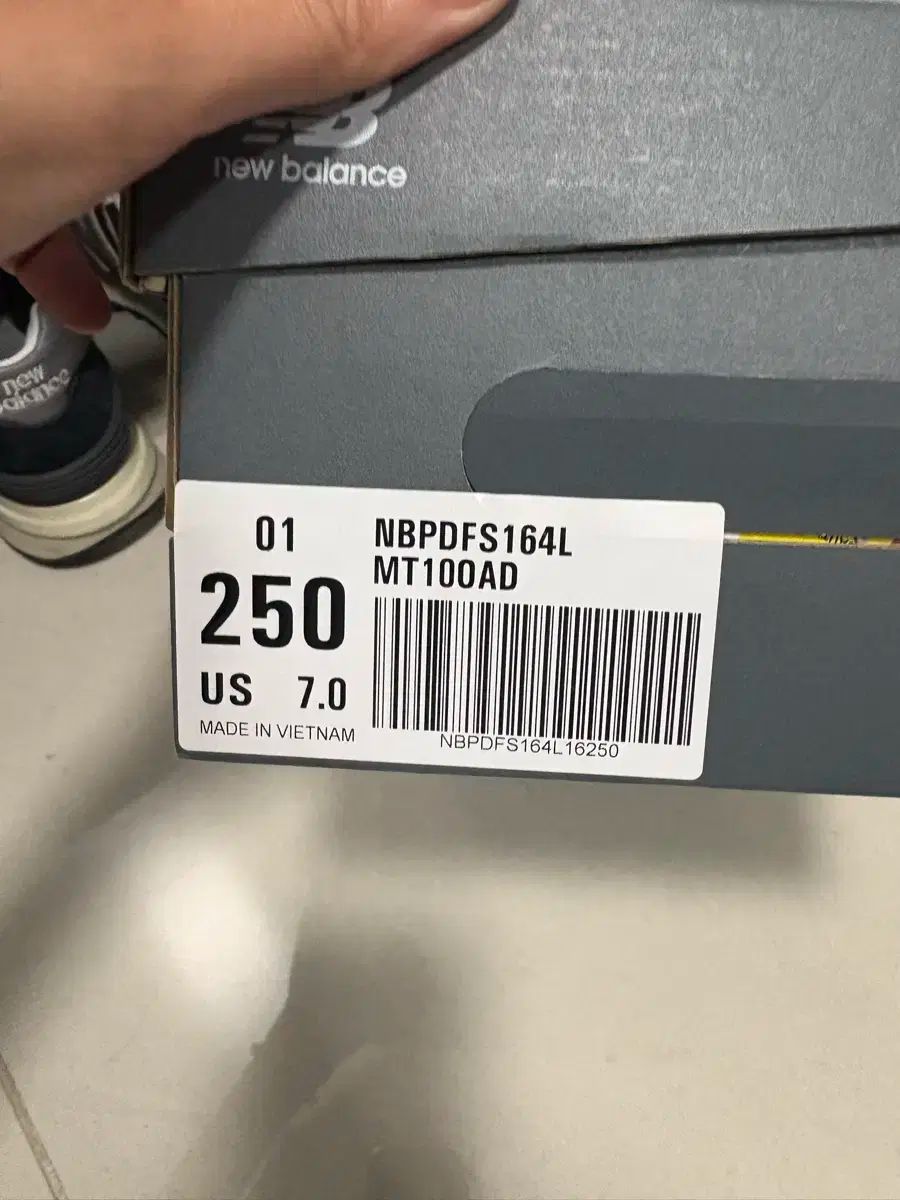 new balance
new
balance
01
250
US 7.0
MADE IN VIETNAM
NBPDFS164L
MT100AD
NBPDFS164L16250